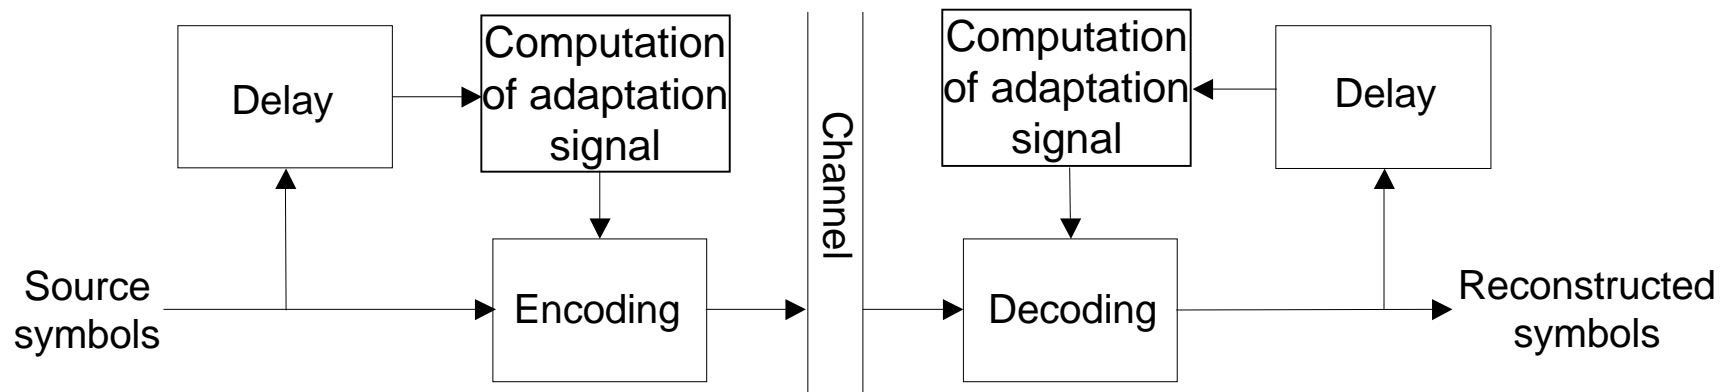 Delay
Computation
of adaptation
signal
Channel
Computation
of adaptation
signal
Delay
Source
symbols
Encoding
Decoding
Reconstructed
symbols